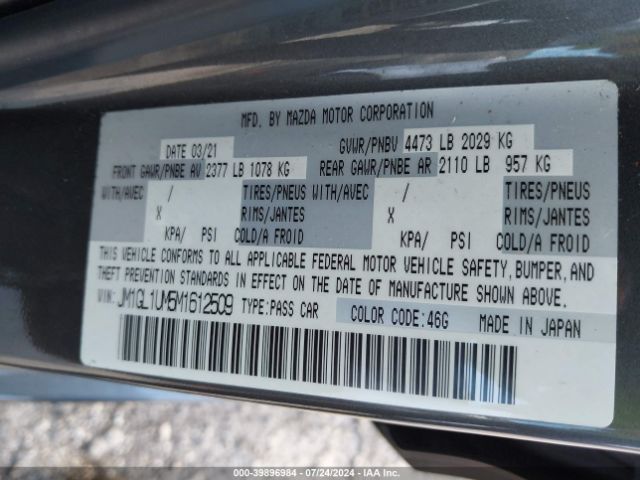 MFD. BY MAZDA MOTOR CORPORATION
DATE 03/21 GVWR/PNBV 4473 LB 2029 KG
FRONT GAWR/PNBE AV 2377 LB 1078 KG REAR GAWR/PNBE AR 2110 LB 957 KG
WITH/AVEC / TIRES/PNEUS WITH/AVEC / TIRES/PNEUS
X RIMS/JANTES X RIMS/JANTES
KPA/ PSI COLD/A FROID KPA/ PSI COLD/A FROID
THIS VEHICLE CONFORMS TO ALL APPLICABLE FEDERAL MOTOR VEHICLE SAFETY, BUMPER, AND
THEFT PREVENTION STANDARDS IN EFFECT ON THE DATE OF MANUFACTURE SHOWN ABOVE.
VIN: JM1GL1UM5M1612509 TYPE:PASS CAR COLOR CODE:46G MADE IN JAPAN
000-39896984 | 07/24/2024 | IAA Inc.